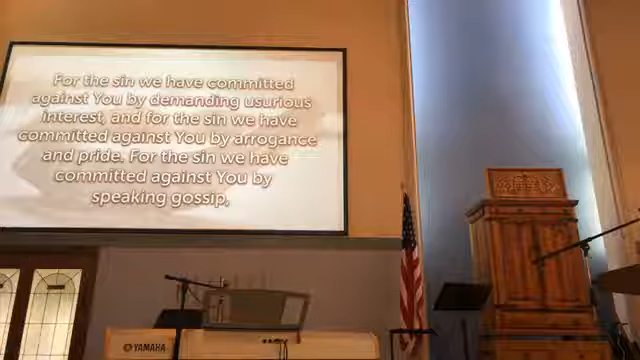 For the sin we have committed
against You by demanding usurious
interest, and for the sin we have
committed against You by arrogance
and pride. For the sin we have
committed against You by
speaking gossip,
YAMAHA